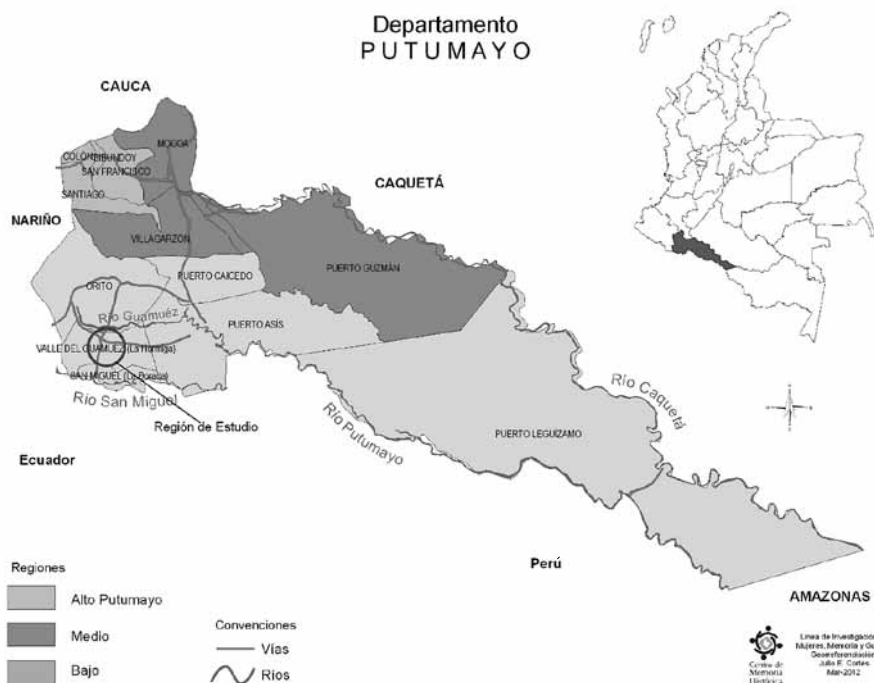 Departamento
PUTUMAYO
CAUCA
MOCOA
COLÓN
SIBUNDOY
SAN FRANCISCO
SANTIAGO
CAQUETÁ
NARIÑO
VILLAGARZÓN
PUERTO GUZMÁN
PUERTO CAICEDO
ORITO
Río Guamuéz
PUERTO ASÍS
VALLE DEL GUAMUEZ (La Hormiga)
SAN MIGUEL (La Dorada)
Río San Miguel
Región de Estudio
Río Putumayo
Río Caquetá
PUERTO LEGUÍZAMO
Ecuador
Perú
AMAZONAS
Regiones
Alto Putumayo
Medio
Bajo
Convenciones
Vías
Ríos
Centro de
Memoria
Histórica
Línea de Investigación
Mujeres, Memoria y
Georeferenciación
Julio E. Cortés
Mar-2012